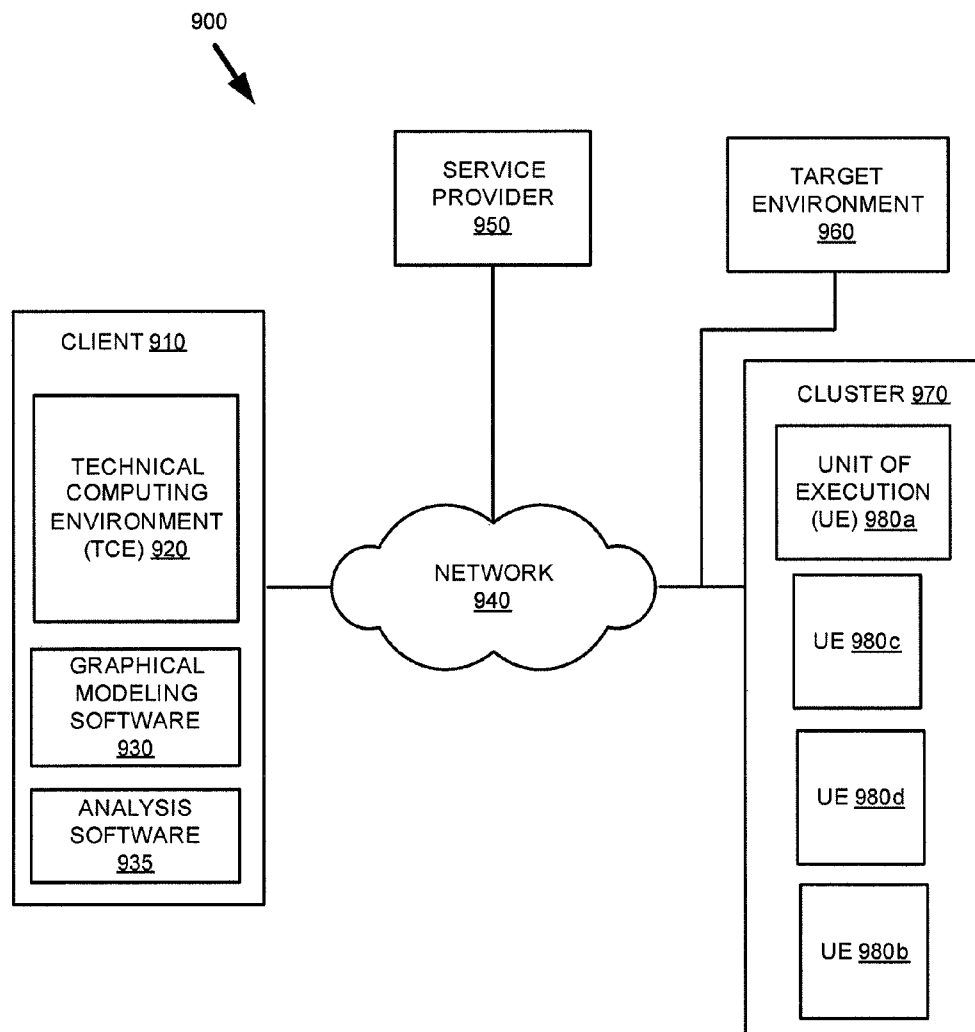 900
SERVICE
PROVIDER
950
TARGET
ENVIRONMENT
960
CLIENT 910
TECHNICAL
COMPUTING
ENVIRONMENT
(TCE) 920
GRAPHICAL
MODELING
SOFTWARE
930
ANALYSIS
SOFTWARE
935
NETWORK
940
CLUSTER 970
UNIT OF
EXECUTION
(UE) 980a
UE 980c
UE 980d
UE 980b